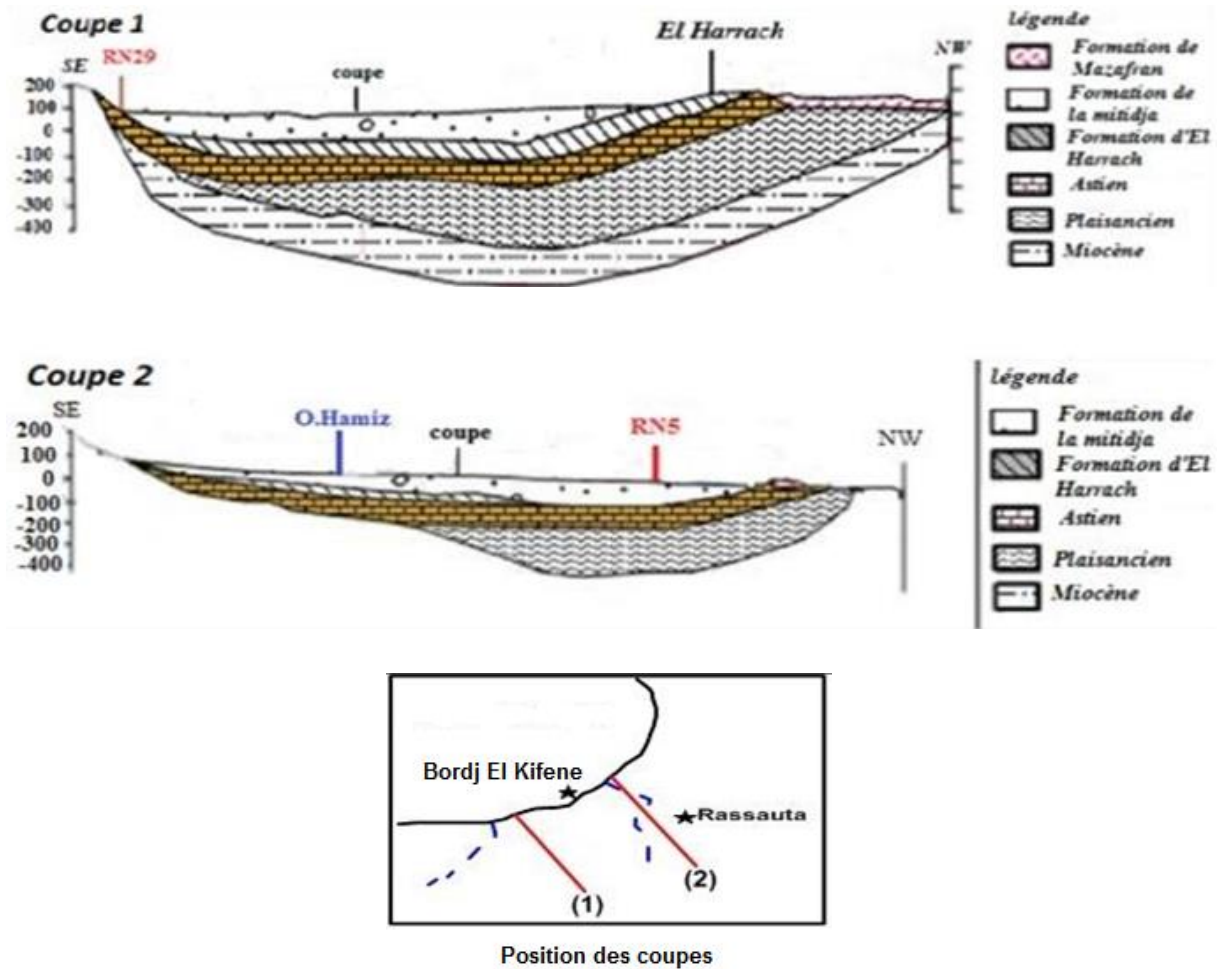 Coupe 1
SE
RN29
coupe
El Harrach
NW
200
100
0
-100
-200
-300
-400
légende
Formation de
Mazafran
Formation de
la mitidja
Formation d'El
Harrach
Astien
Plaisancien
Miocène
Coupe 2
SE
O.Hamiz
coupe
RN5
NW
200
100
0
-100
-200
-300
-400
légende
Formation de
la mitidja
Formation d'El
Harrach
Astien
Plaisancien
Miocène
Bordj El Kifene
Rassauta
(1)
(2)
Position des coupes